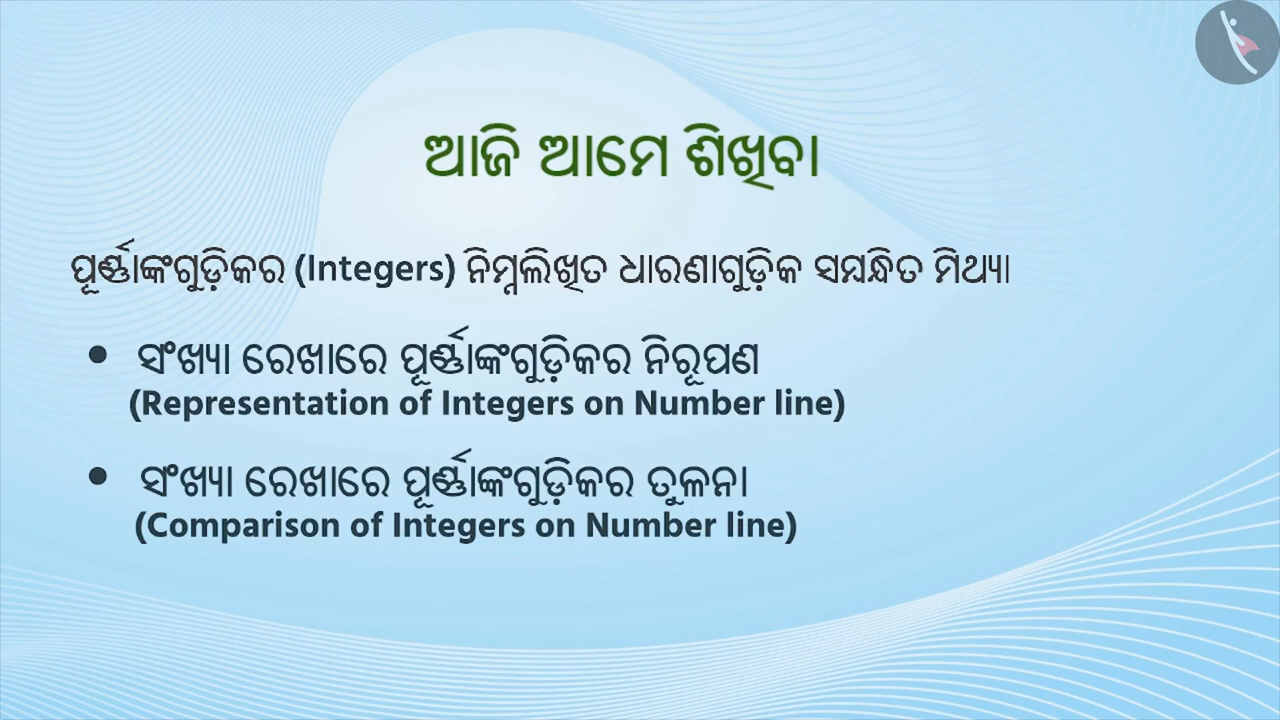 ଆଜି ଆମେ ଶିଖିବା
ପୂର୍ଣ୍ଣାଙ୍କଗୁଡ଼ିକର (Integers) ନିମ୍ନଲିଖିତ ଧାରଣାଗୁଡ଼ିକ ସମ୍ବନ୍ଧିତ ମିଥ୍ୟା
• ସଂଖ୍ୟା ରେଖାରେ ପୂର୍ଣ୍ଣାଙ୍କଗୁଡ଼ିକର ନିରୂପଣ
(Representation of Integers on Number line)
• ସଂଖ୍ୟା ରେଖାରେ ପୂର୍ଣ୍ଣାଙ୍କଗୁଡ଼ିକର ତୁଳନା
(Comparison of Integers on Number line)